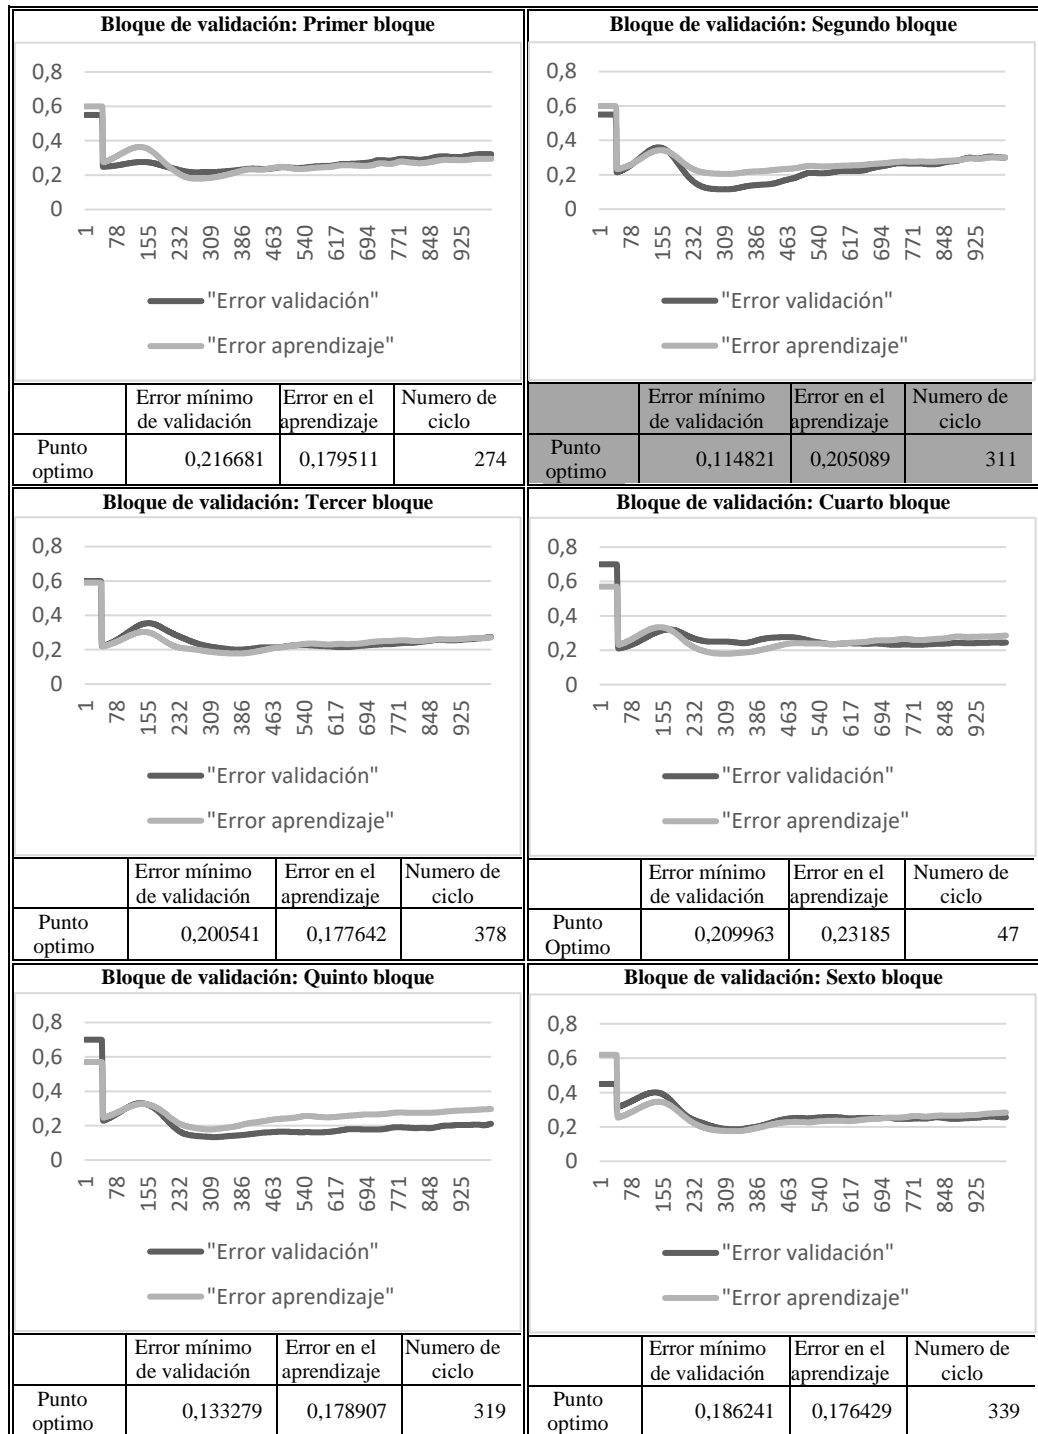 Bloque de validación: Primer bloque
0,8
0,6
0,4
0,2
0
1 78 155 232 309 386 463 540 617 694 771 848 925
"Error validación"
"Error aprendizaje"
Error mínimo de validación Error en el aprendizaje Numero de ciclo
Punto optimo 0,216681 0,179511 274
Bloque de validación: Segundo bloque
0,8
0,6
0,4
0,2
0
1 78 155 232 309 386 463 540 617 694 771 848 925
"Error validación"
"Error aprendizaje"
Error mínimo de validación Error en el aprendizaje Numero de ciclo
Punto optimo 0,114821 0,205089 311
Bloque de validación: Tercer bloque
0,8
0,6
0,4
0,2
0
1 78 155 232 309 386 463 540 617 694 771 848 925
"Error validación"
"Error aprendizaje"
Error mínimo de validación Error en el aprendizaje Numero de ciclo
Punto optimo 0,200541 0,177642 378
Bloque de validación: Cuarto bloque
0,8
0,6
0,4
0,2
0
1 78 155 232 309 386 463 540 617 694 771 848 925
"Error validación"
"Error aprendizaje"
Error mínimo de validación Error en el aprendizaje Numero de ciclo
Punto Optimo 0,209963 0,23185 47
Bloque de validación: Quinto bloque
0,8
0,6
0,4
0,2
0
1 78 155 232 309 386 463 540 617 694 771 848 925
"Error validación"
"Error aprendizaje"
Error mínimo de validación Error en el aprendizaje Numero de ciclo
Punto optimo 0,133279 0,178907 319
Bloque de validación: Sexto bloque
0,8
0,6
0,4
0,2
0
1 78 155 232 309 386 463 540 617 694 771 848 925
"Error validación"
"Error aprendizaje"
Error mínimo de validación Error en el aprendizaje Numero de ciclo
Punto optimo 0,186241 0,176429 339